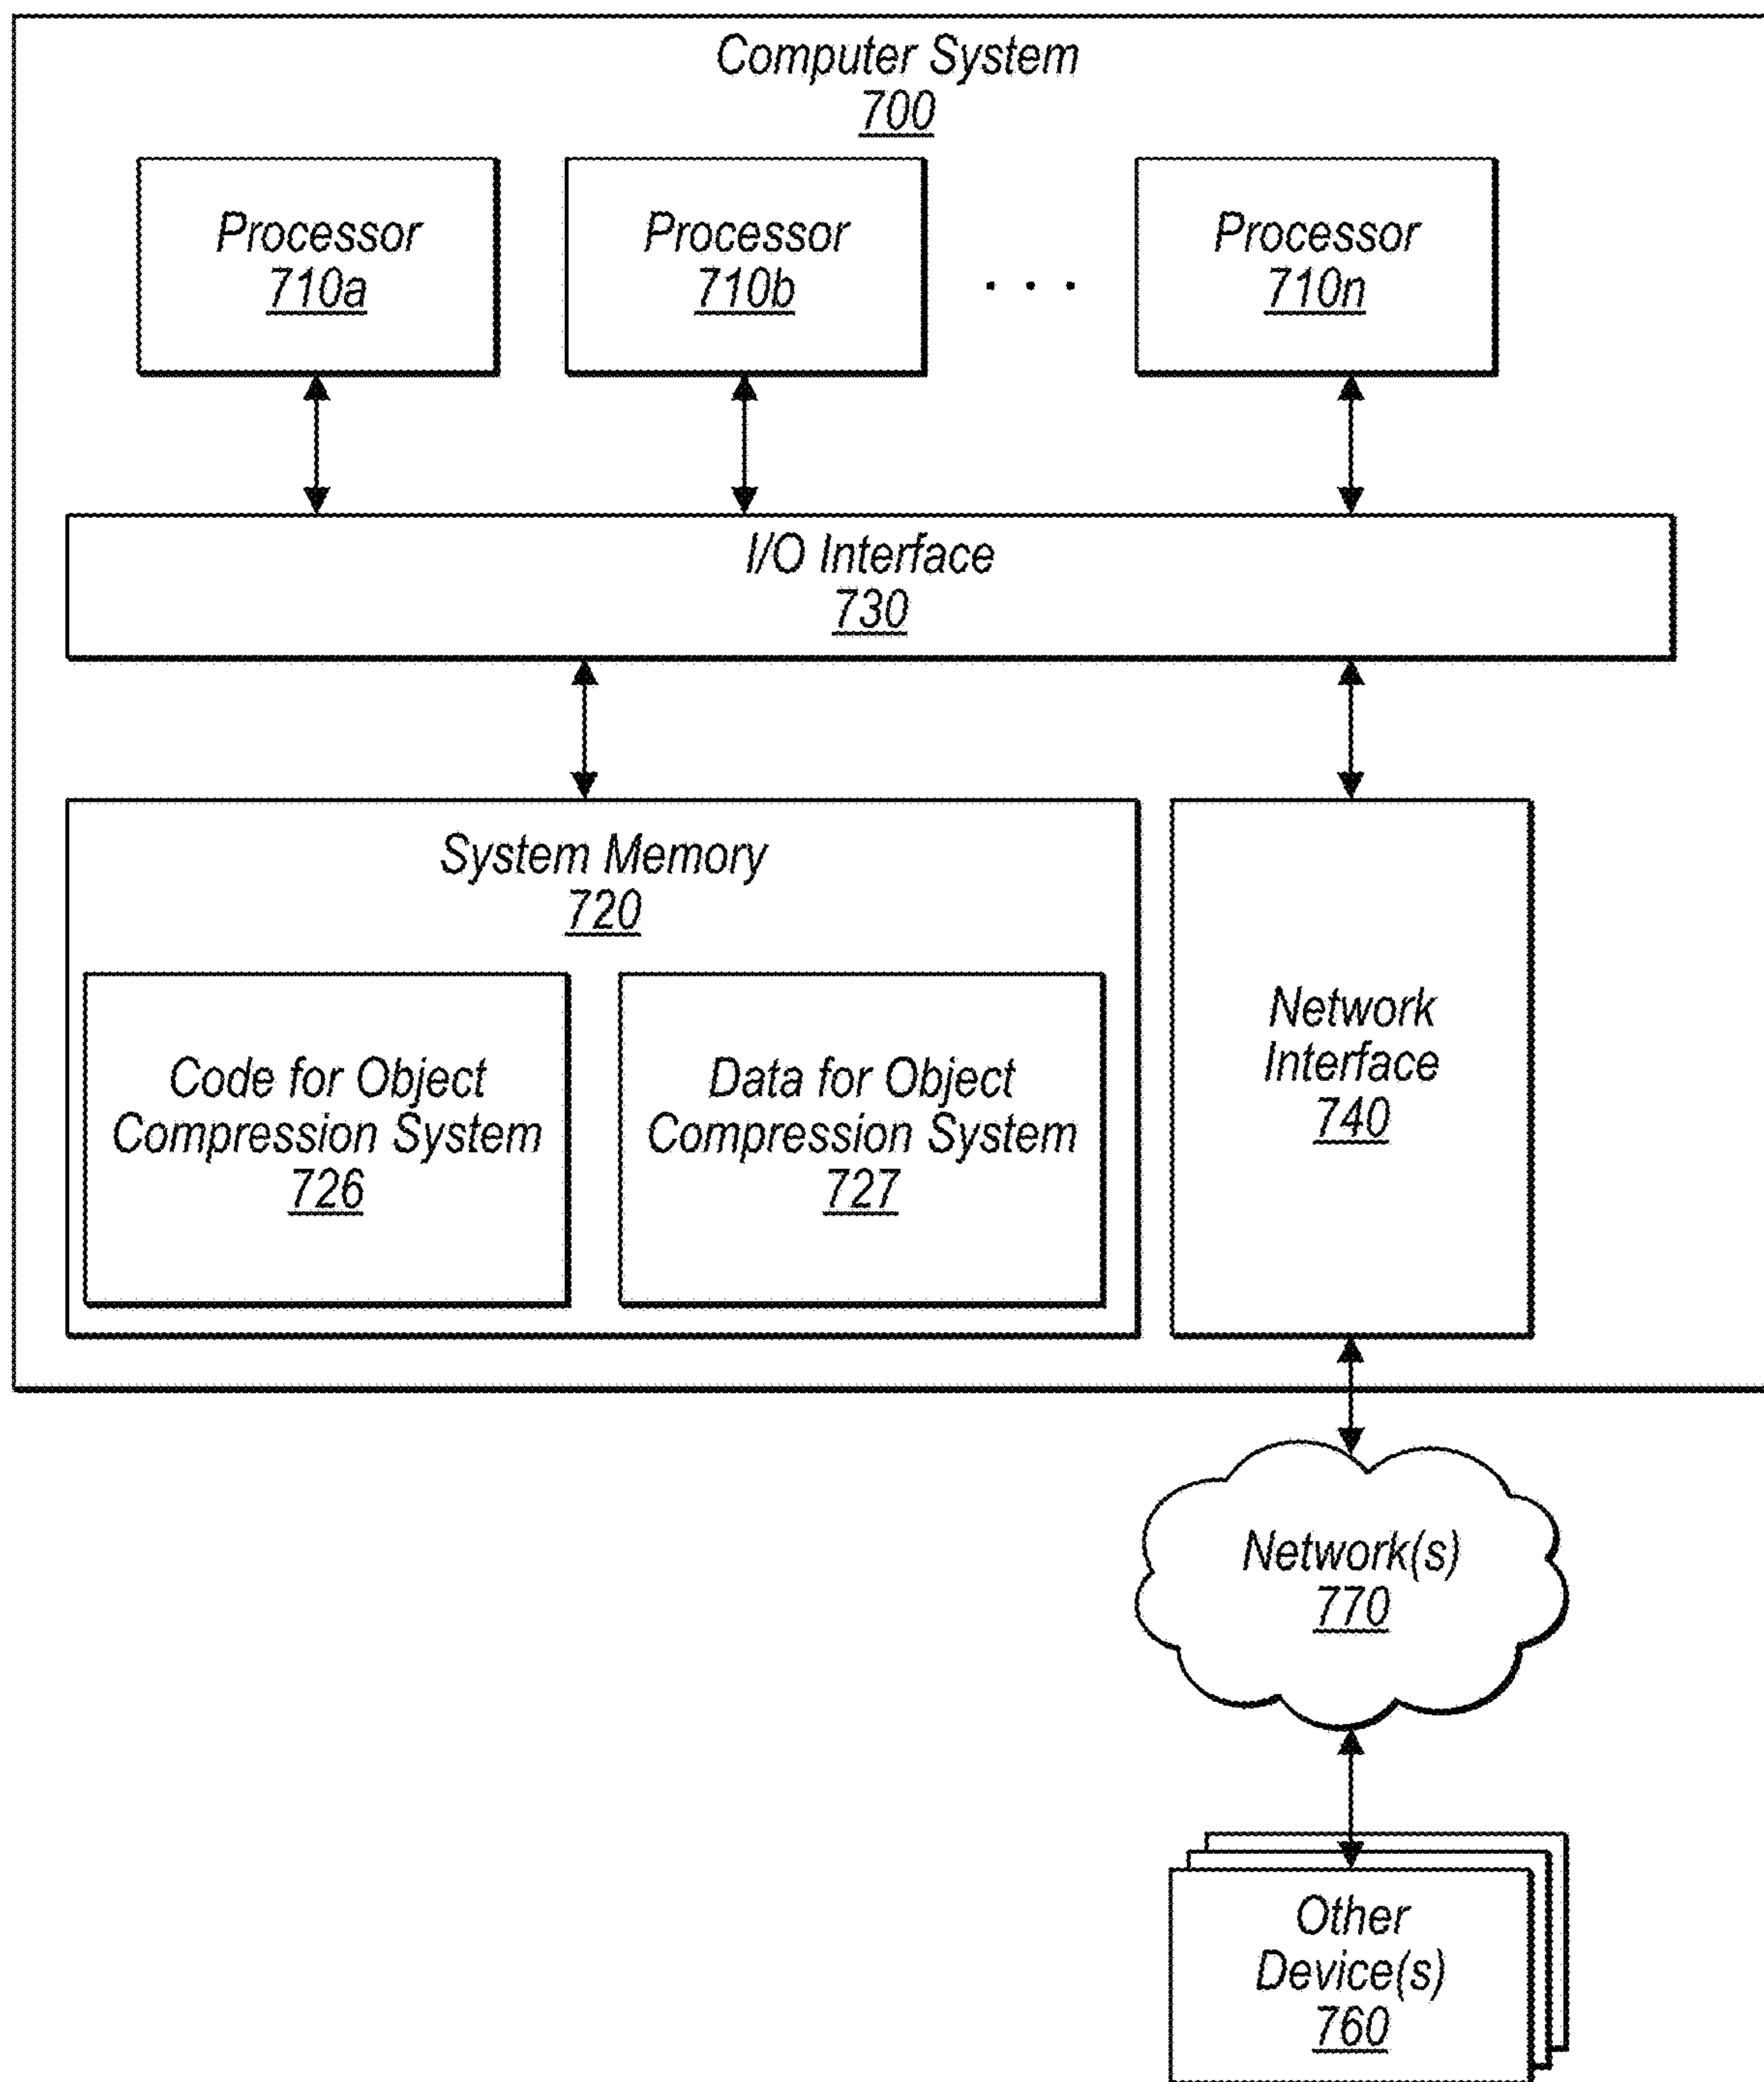 Computer System
700
Processor
710a
Processor
710b
. . .
Processor
710n
I/O Interface
730
System Memory
720
Code for Object
Compression System
726
Data for Object
Compression System
727
Network
Interface
740
Network(s)
770
Other
Device(s)
760